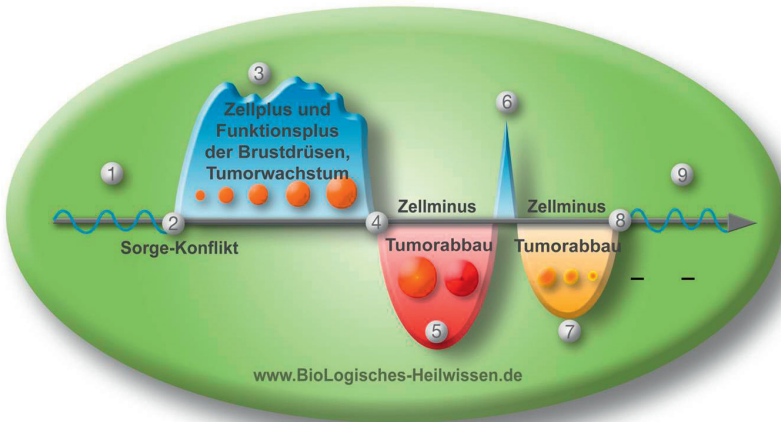 3
6
Zellplus und
Funktionsplus
der Brustdrüsen,
Tumorwachstum
1
9
2
4
Zellminus
Zellminus
8
Sorge-Konflikt
Tumorabbau
Tumorabbau
– –
5
7
www.BioLogisches-Heilwissen.de